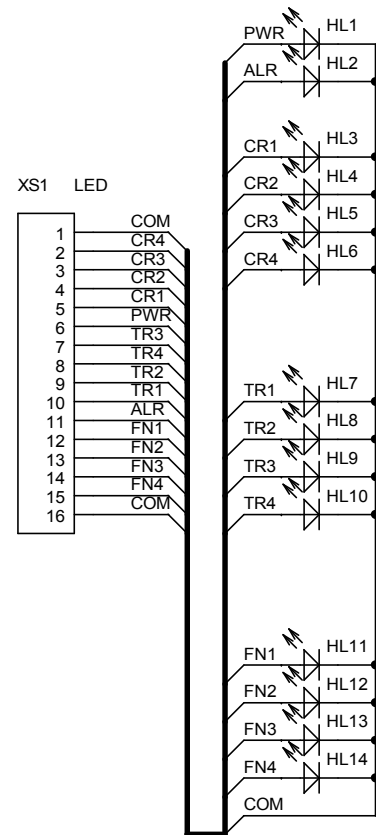 XS1 LED
1 COM
2 CR4
3 CR3
4 CR2
5 CR1
6 PWR
7 TR3
8 TR4
9 TR2
10 TR1
11 ALR
12 FN1
13 FN2
14 FN3
15 FN4
16 COM
PWR HL1
ALR HL2
CR1 HL3
CR2 HL4
CR3 HL5
CR4 HL6
TR1 HL7
TR2 HL8
TR3 HL9
TR4 HL10
FN1 HL11
FN2 HL12
FN3 HL13
FN4 HL14
COM